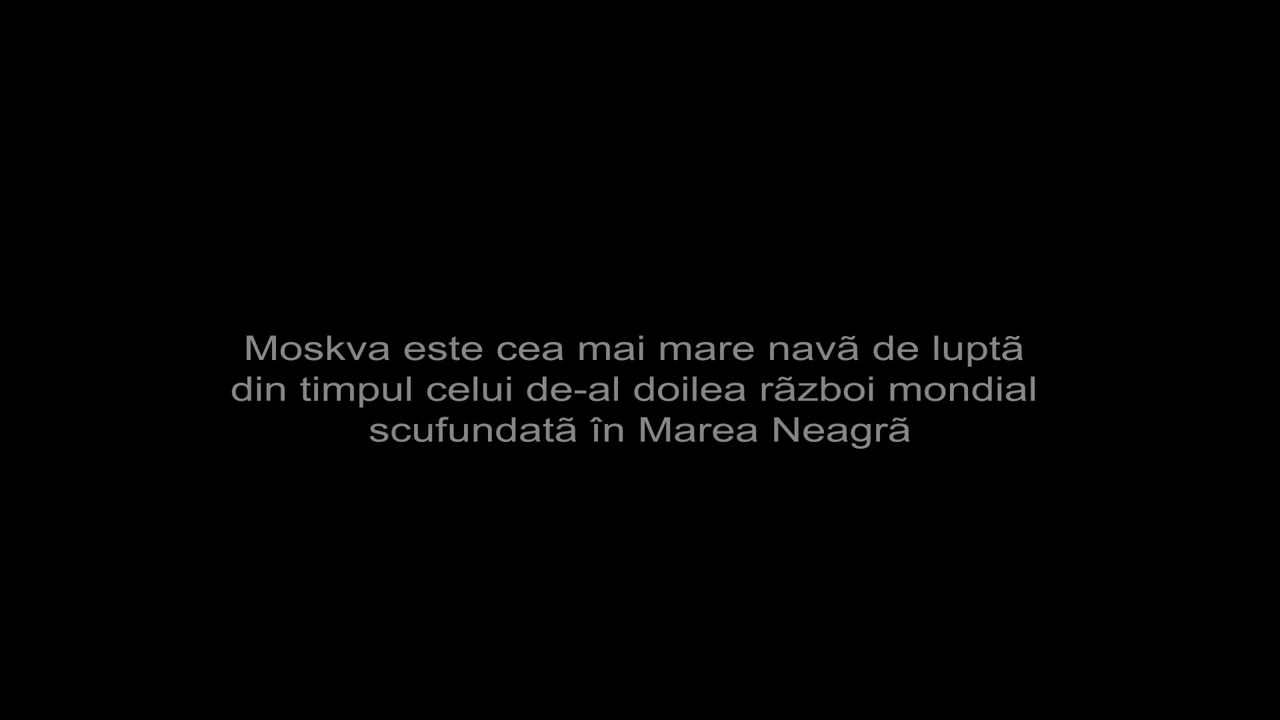 Moskva este cea mai mare navã de luptã
din timpul celui de-al doilea rãzboi mondial
scufundatã în Marea Neagrã